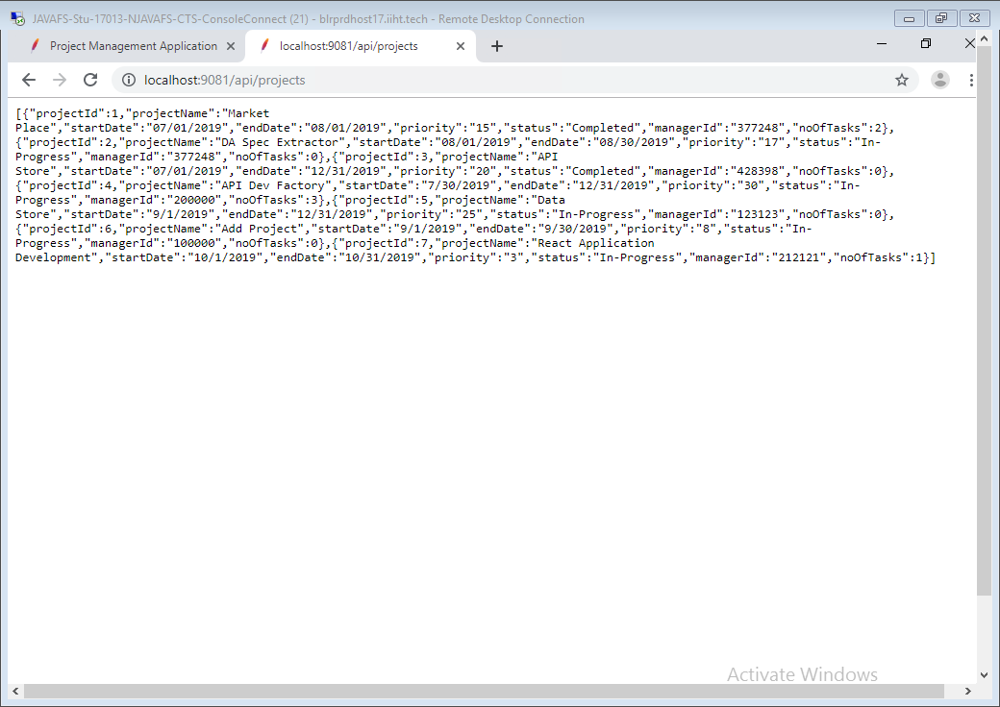 JAVAFS-Stu-17013-NJAVAFS-CTS-ConsoleConnect (21) - blrprdhost17.iiht.tech - Remote Desktop Connection
Project Management Application
localhost:9081/api/projects
localhost:9081/api/projects
[{"projectId":1,"projectName":"Market
Place","startDate":"07/01/2019","endDate":"08/01/2019","priority":"15","status":"Completed","managerId":"377248","noOfTasks":2},
{"projectId":2,"projectName":"DA Spec Extractor","startDate":"08/01/2019","endDate":"08/30/2019","priority":"17","status":"In-
Progress","managerId":"377248","noOfTasks":0},{"projectId":3,"projectName":"API
Store","startDate":"07/01/2019","endDate":"12/31/2019","priority":"20","status":"Completed","managerId":"428398","noOfTasks":0},
{"projectId":4,"projectName":"API Dev Factory","startDate":"7/30/2019","endDate":"12/31/2019","priority":"30","status":"In-
Progress","managerId":"200000","noOfTasks":3},{"projectId":5,"projectName":"Data
Store","startDate":"9/1/2019","endDate":"12/31/2019","priority":"25","status":"In-Progress","managerId":"123123","noOfTasks":0},
{"projectId":6,"projectName":"Add Project","startDate":"9/1/2019","endDate":"9/30/2019","priority":"8","status":"In-
Progress","managerId":"100000","noOfTasks":0},{"projectId":7,"projectName":"React Application
Development","startDate":"10/1/2019","endDate":"10/31/2019","priority":"3","status":"In-Progress","managerId":"212121","noOfTasks":1}]
Activate Windows